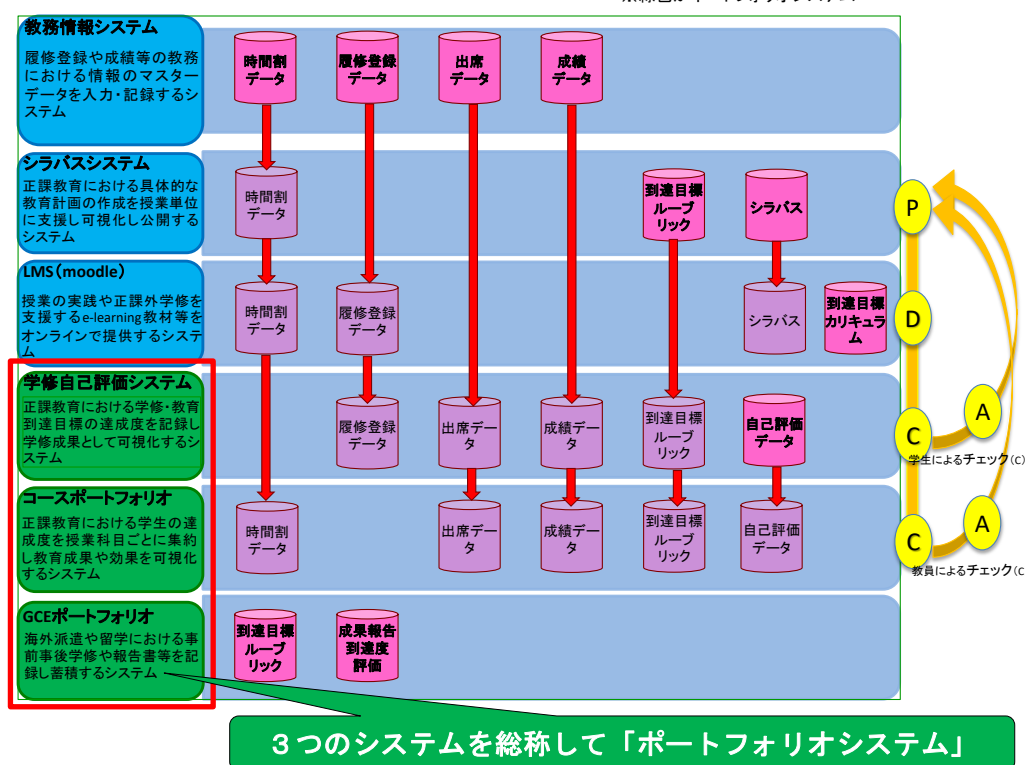 教務情報システム
履修登録や成績等の教務
における情報のマスター
データを入力・記録するシ
ステム
時間割
データ
履修登録
データ
出席
データ
成績
データ
シラバスシステム
正課教育における具体的な
教育計画の作成を授業単位
に支援し可視化し公開する
システム
時間割
データ
到達目標
ルーブ
リック
シラバス
P
LMS(moodle)
授業の実践や正課外学修を
支援するe-learning教材等を
オンラインで提供するシステ
ム
時間割
データ
履修登録
データ
シラバス
到達目標
カリキュラ
ム
D
学修自己評価システム
正課教育における学修・教育
到達目標の達成度を記録し
学修成果として可視化するシ
ステム
履修登録
データ
出席デー
タ
成績デー
タ
到達目標
ルーブ
リック
自己評価
データ
C
A
学生によるチェック(C)
コースポートフォリオ
正課教育における学生の達
成度を授業科目ごとに集約
し教育成果や効果を可視化
するシステム
時間割
データ
出席デー
タ
成績デー
タ
到達目標
ルーブ
リック
自己評価
データ
C
A
教員によるチェック(C
GCEポートフォリオ
海外派遣や留学における事
前事後学修や報告書等を記
録し蓄積するシステム
到達目標
ルーブ
リック
成果報告
到達度
評価
３つのシステムを総称して「ポートフォリオシステム」